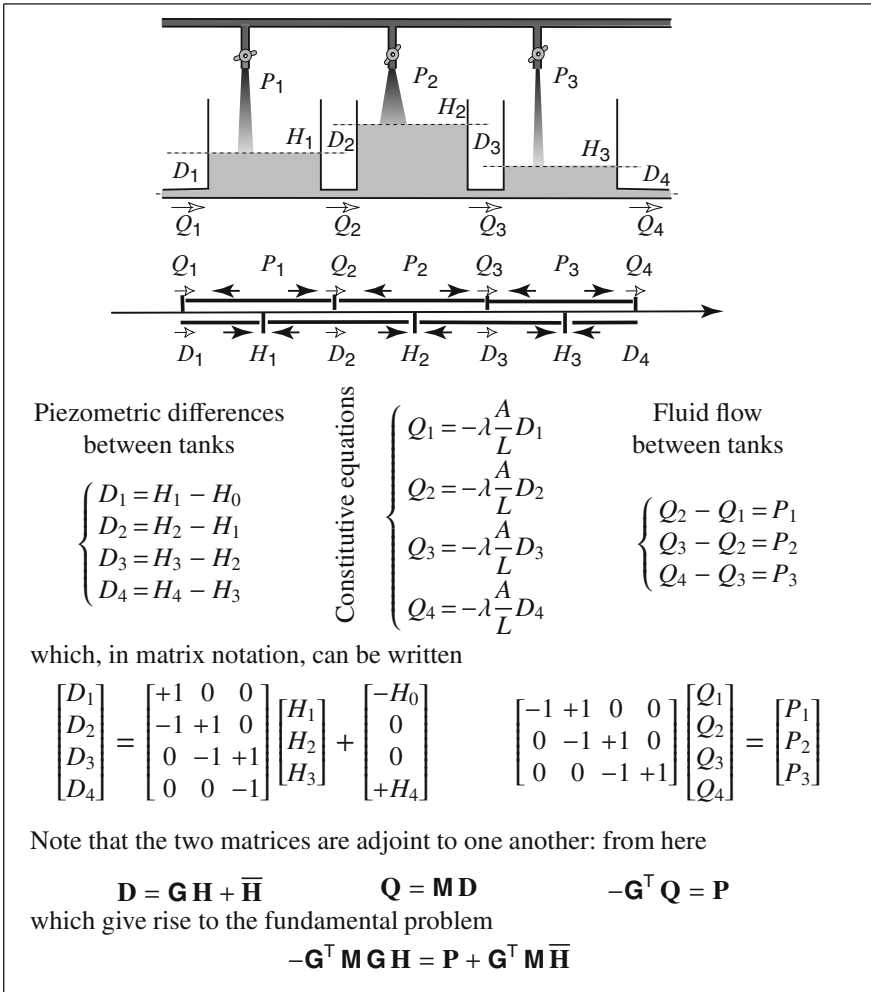 P₁ P₂ P₃
H₁ H₂ H₃
D₁ D₂ D₃ D₄
Q₁ Q₂ Q₃ Q₄
Q₁ P₁ Q₂ P₂ Q₃ P₃ Q₄
D₁ H₁ D₂ H₂ D₃ H₃ D₄
Piezometric differences
between tanks
D₁ = H₁ − H₀
D₂ = H₂ − H₁
D₃ = H₃ − H₂
D₄ = H₄ − H₃
Constitutive equations
Q₁ = −λ A/L D₁
Q₂ = −λ A/L D₂
Q₃ = −λ A/L D₃
Q₄ = −λ A/L D₄
Fluid flow
between tanks
Q₂ − Q₁ = P₁
Q₃ − Q₂ = P₂
Q₄ − Q₃ = P₃
which, in matrix notation, can be written
[D₁ D₂ D₃ D₄] = [+1 0 0; −1 +1 0; 0 −1 +1; 0 0 −1] [H₁ H₂ H₃] + [−H₀ 0 0 +H₄]
[−1 +1 0 0; 0 −1 +1 0; 0 0 −1 +1] [Q₁ Q₂ Q₃ Q₄] = [P₁ P₂ P₃]
Note that the two matrices are adjoint to one another: from here
D = G H + H̅ Q = M D −Gᵀ Q = P
which give rise to the fundamental problem
−Gᵀ M G H = P + Gᵀ M H̅